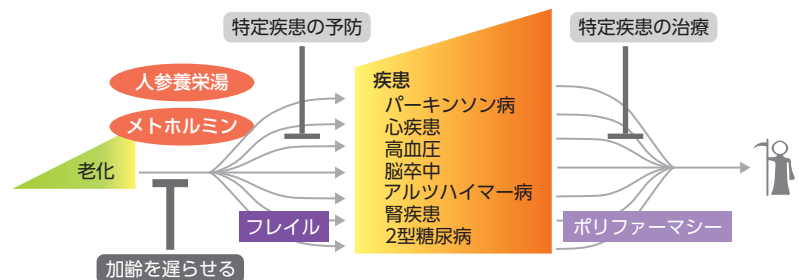 特定疾患の予防
特定疾患の治療
人参養栄湯
メトホルミン
老化
加齢を遅らせる
フレイル
疾患
パーキンソン病
心疾患
高血圧
脳卒中
アルツハイマー病
腎疾患
2型糖尿病
ポリファーマシー